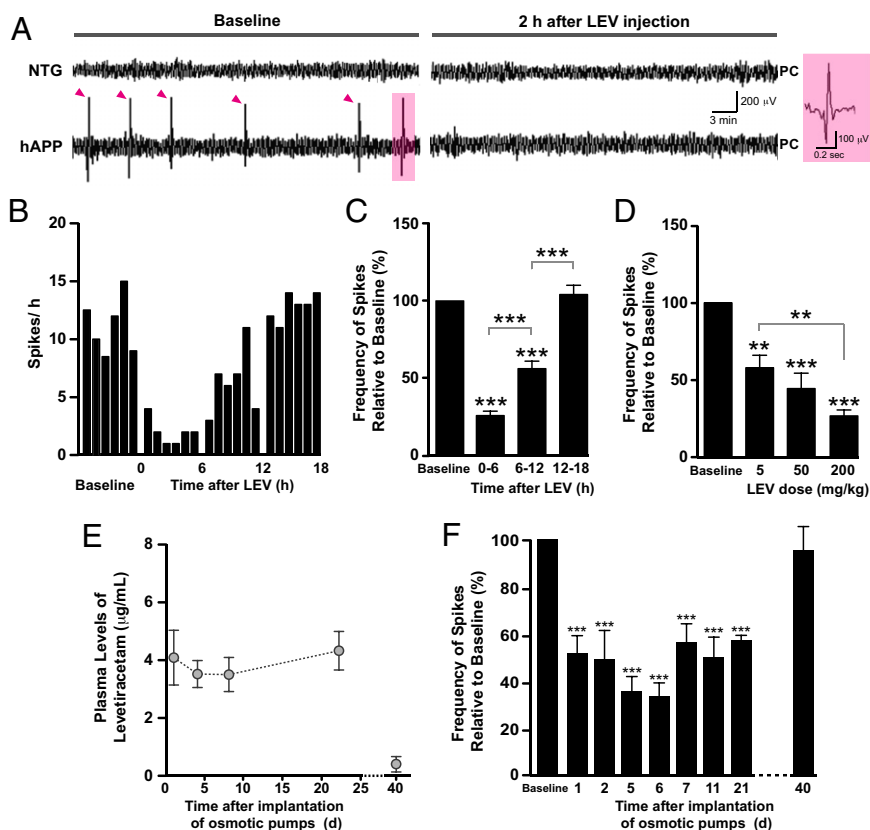 A
Baseline
2 h after LEV injection
NTG
PC
200 µV
3 min
hAPP
PC
100 µV
0.2 sec
B
Spikes/ h
20
15
10
5
0
0
6
12
18
Baseline
Time after LEV (h)
C
Frequency of Spikes
Relative to Baseline (%)
150
100
50
0
***
***
***
***
Baseline
0-6
6-12
12-18
Time after LEV (h)
D
Frequency of Spikes
Relative to Baseline (%)
150
100
50
0
**
**
***
***
Baseline
5
50
200
LEV dose (mg/kg)
E
Plasma Levels of
Levetiracetam (µg/mL)
8
6
4
2
0
0
5
10
15
20
25
40
Time after implantation
of osmotic pumps (d)
F
Frequency of Spikes
Relative to Baseline (%)
100
80
60
40
20
0
***
***
***
***
***
***
***
Baseline
1
2
5
6
7
11
21
40
Time after implantation
of osmotic pumps (d)